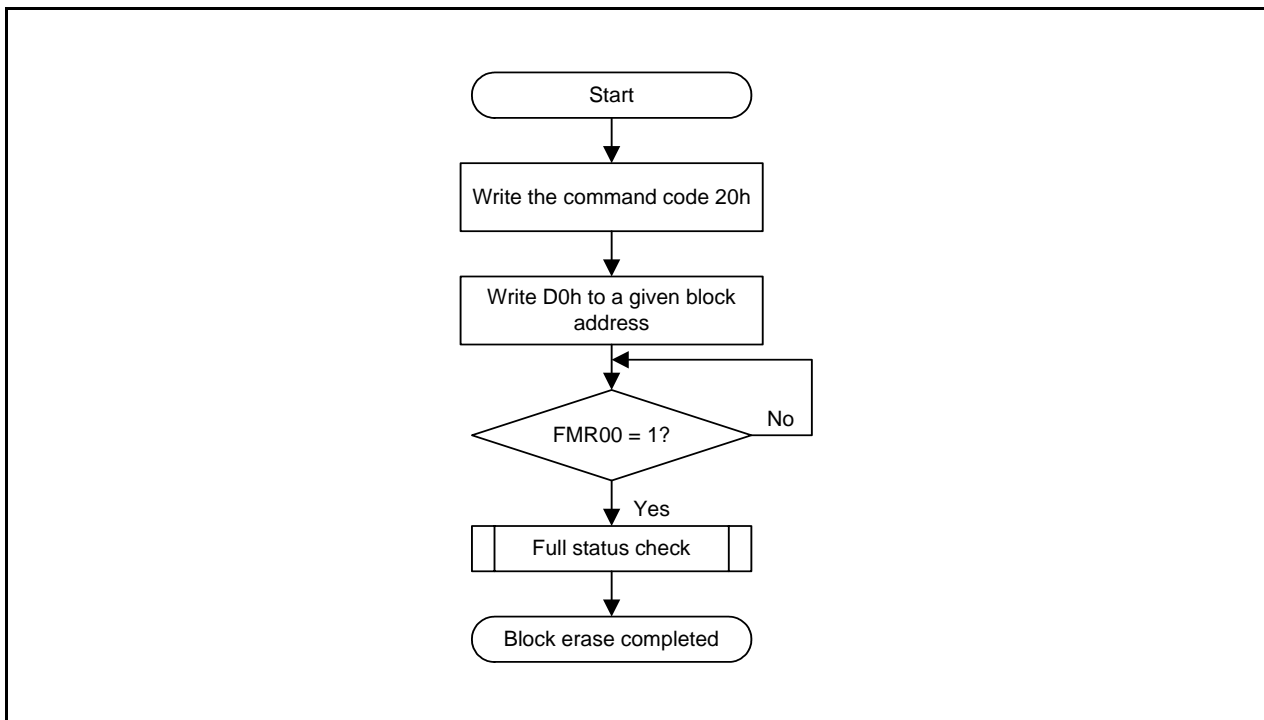 Start
Write the command code 20h
Write D0h to a given block
address
FMR00 = 1?
No
Yes
Full status check
Block erase completed